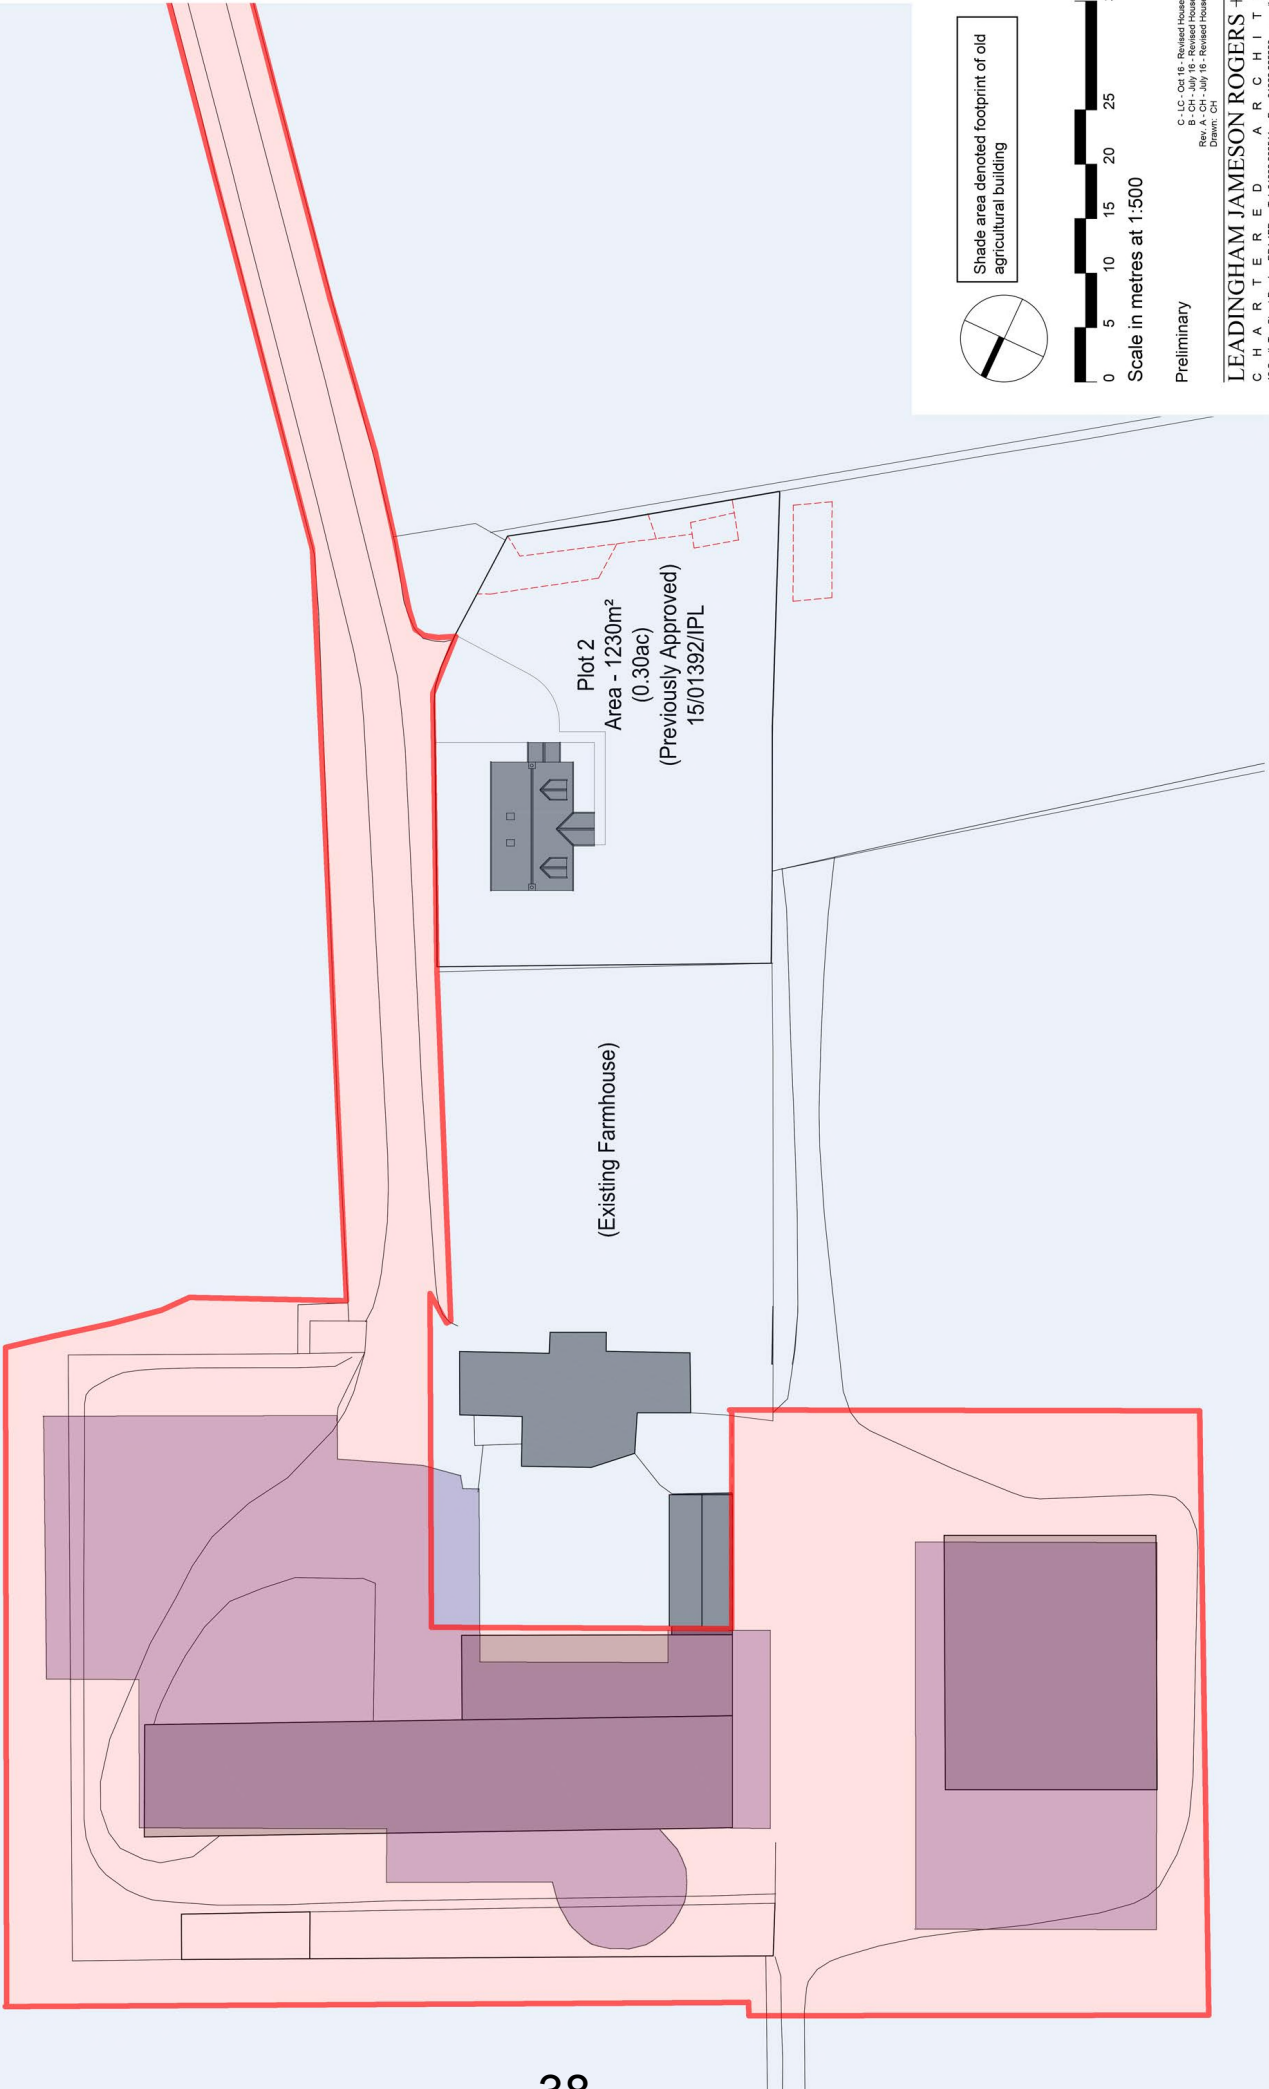 Shade area denoted footprint of old
agricultural building
0 5 10 15 20 25
Scale in metres at 1:500
Preliminary
C - LC - Oct 16 - Revised House
B - CH - July 16 - Revised House
Rev. A - CH - July 16 - Revised House
Drawn: CH
LEADINGHAM JAMESON ROGERS +
CHARTERED ARCHIT
Plot 2
Area - 1230m²
(0.30ac)
(Previously Approved)
15/01392/IPL
(Existing Farmhouse)
38